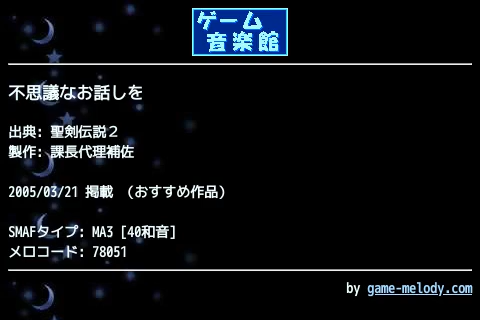 ゲーム
音楽館
不思議なお話しを
出典: 聖剣伝説２
製作: 課長代理補佐
2005/03/21 掲載 (おすすめ作品)
SMAFタイプ: MA3 [40和音]
メロコード: 78051
by game-melody.com